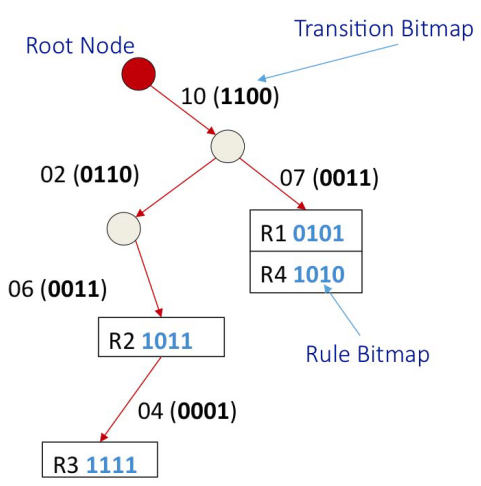 Transition Bitmap
Root Node
10 (1100)
02 (0110)
07 (0011)
R1 0101
R4 1010
06 (0011)
R2 1011
Rule Bitmap
04 (0001)
R3 1111